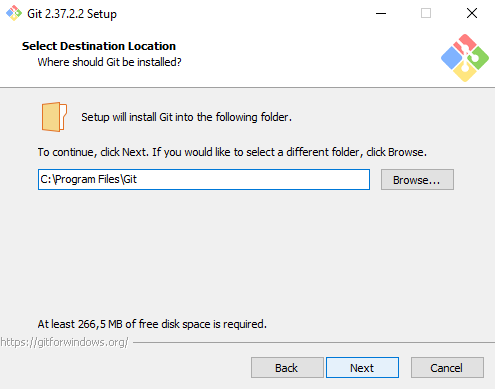 Git 2.37.2.2 Setup
Select Destination Location
Where should Git be installed?
Setup will install Git into the following folder.
To continue, click Next. If you would like to select a different folder, click Browse.
C:\Program Files\Git
Browse...
At least 266,5 MB of free disk space is required.
https://gitforwindows.org/
Back
Next
Cancel